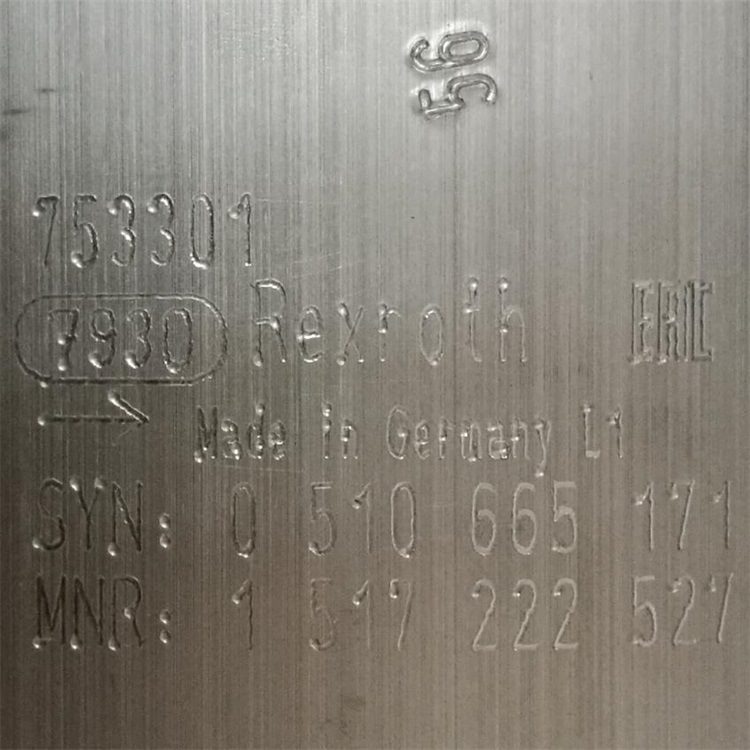 56
753301
7930 Rexroth EAC
Made in Germany L1
SYN: 0 510 665 171
MNR: 1 517 222 527